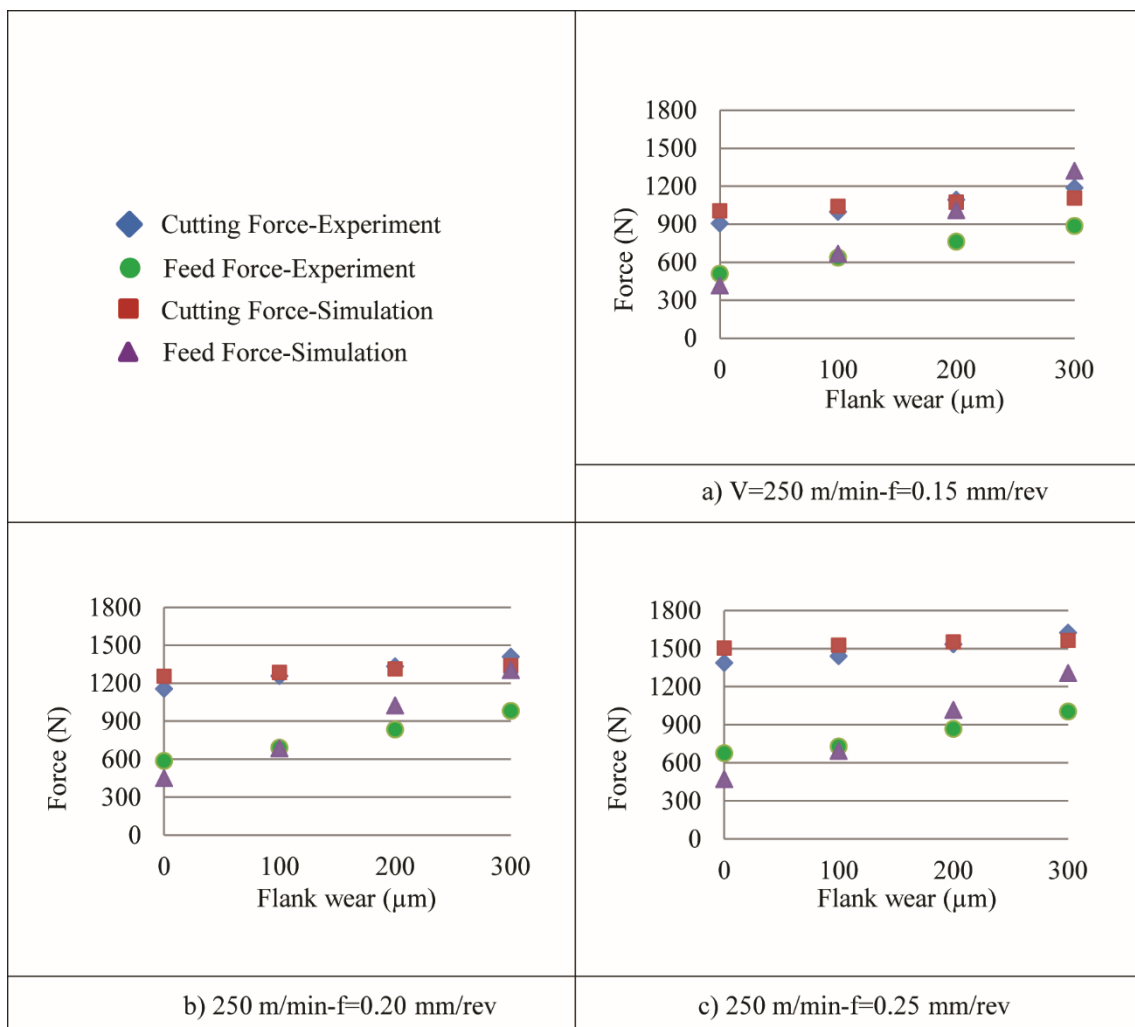 Cutting Force-Experiment
Feed Force-Experiment
Cutting Force-Simulation
Feed Force-Simulation
1800
1500
1200
900
600
300
0
Force (N)
0 100 200 300
Flank wear (µm)
a) V=250 m/min-f=0.15 mm/rev
1800
1500
1200
900
600
300
0
Force (N)
0 100 200 300
Flank wear (µm)
b) 250 m/min-f=0.20 mm/rev
1800
1500
1200
900
600
300
0
Force (N)
0 100 200 300
Flank wear (µm)
c) 250 m/min-f=0.25 mm/rev